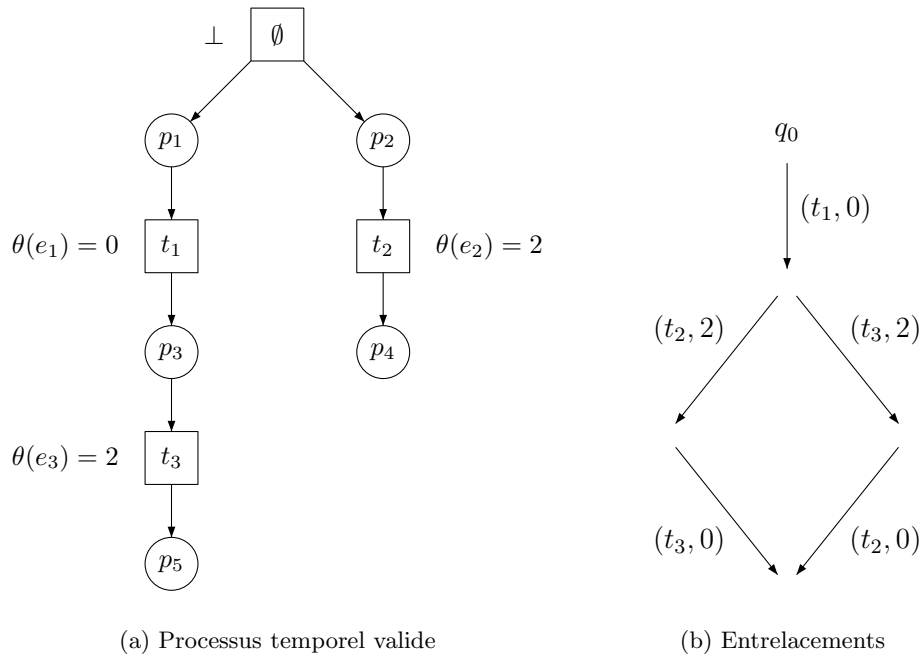 ⊥ ∅
p₁ p₂
θ(e₁) = 0 t₁ t₂ θ(e₂) = 2
p₃ p₄
θ(e₃) = 2 t₃
p₅
(a) Processus temporel valide
q₀
(t₁, 0)
(t₂, 2) (t₃, 2)
(t₃, 0) (t₂, 0)
(b) Entrelacements